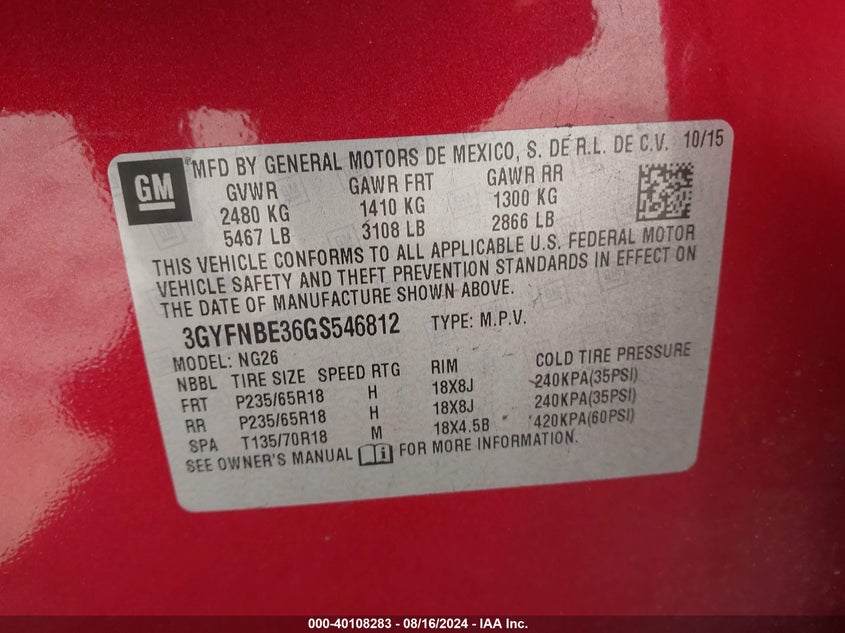 GM
® MFD BY GENERAL MOTORS DE MEXICO, S. DE R.L. DE C.V. 10/15
GVWR GAWR FRT GAWR RR
2480 KG 1410 KG 1300 KG
5467 LB 3108 LB 2866 LB
THIS VEHICLE CONFORMS TO ALL APPLICABLE U.S. FEDERAL MOTOR
VEHICLE SAFETY AND THEFT PREVENTION STANDARDS IN EFFECT ON
THE DATE OF MANUFACTURE SHOWN ABOVE.
3GYFNBE36GS546812 TYPE: M.P.V.
MODEL: NG26
NBBL TIRE SIZE SPEED RTG RIM COLD TIRE PRESSURE
FRT P235/65R18 H 18X8J 240KPA(35PSI)
RR P235/65R18 H 18X8J 240KPA(35PSI)
SPA T135/70R18 M 18X4.5B 420KPA(60PSI)
SEE OWNER'S MANUAL FOR MORE INFORMATION.
000-40108283 - 08/16/2024 - IAA Inc.